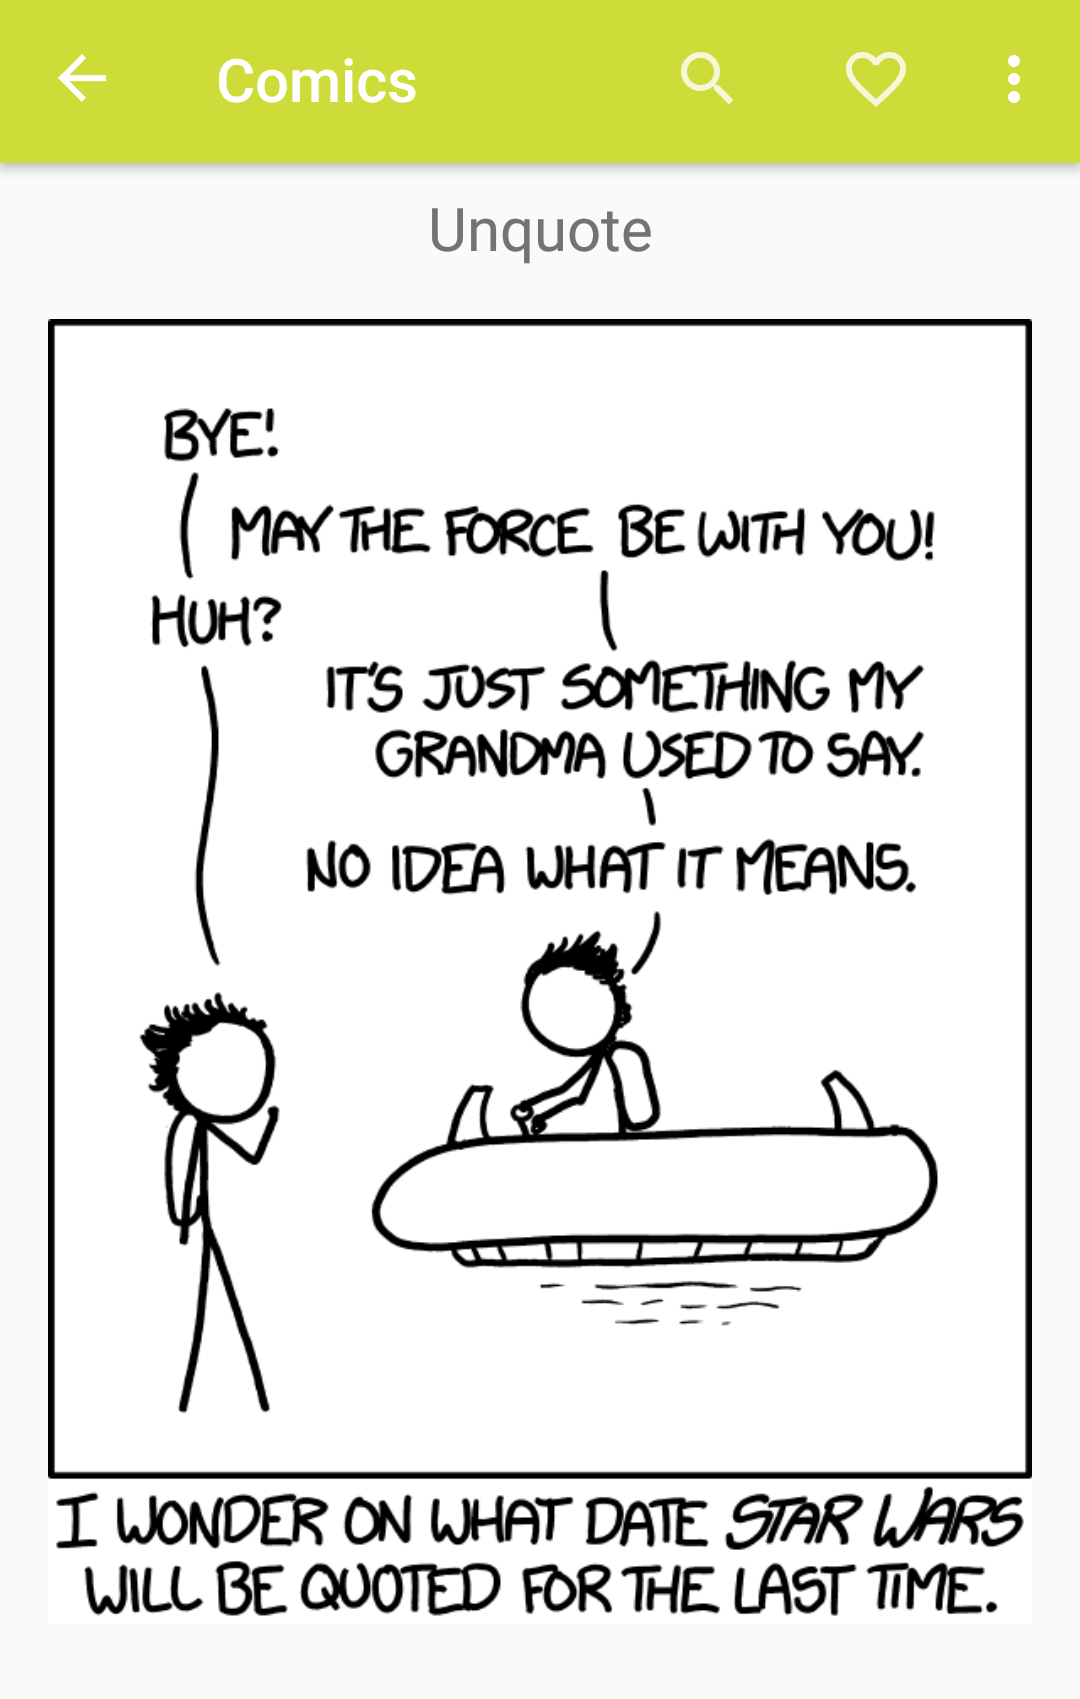 Comics
Unquote
BYE!
MAY THE FORCE BE WITH YOU!
HUH?
IT'S JUST SOMETHING MY
GRANDMA USED TO SAY.
NO IDEA WHAT IT MEANS.
I WONDER ON WHAT DATE STAR WARS
WILL BE QUOTED FOR THE LAST TIME.